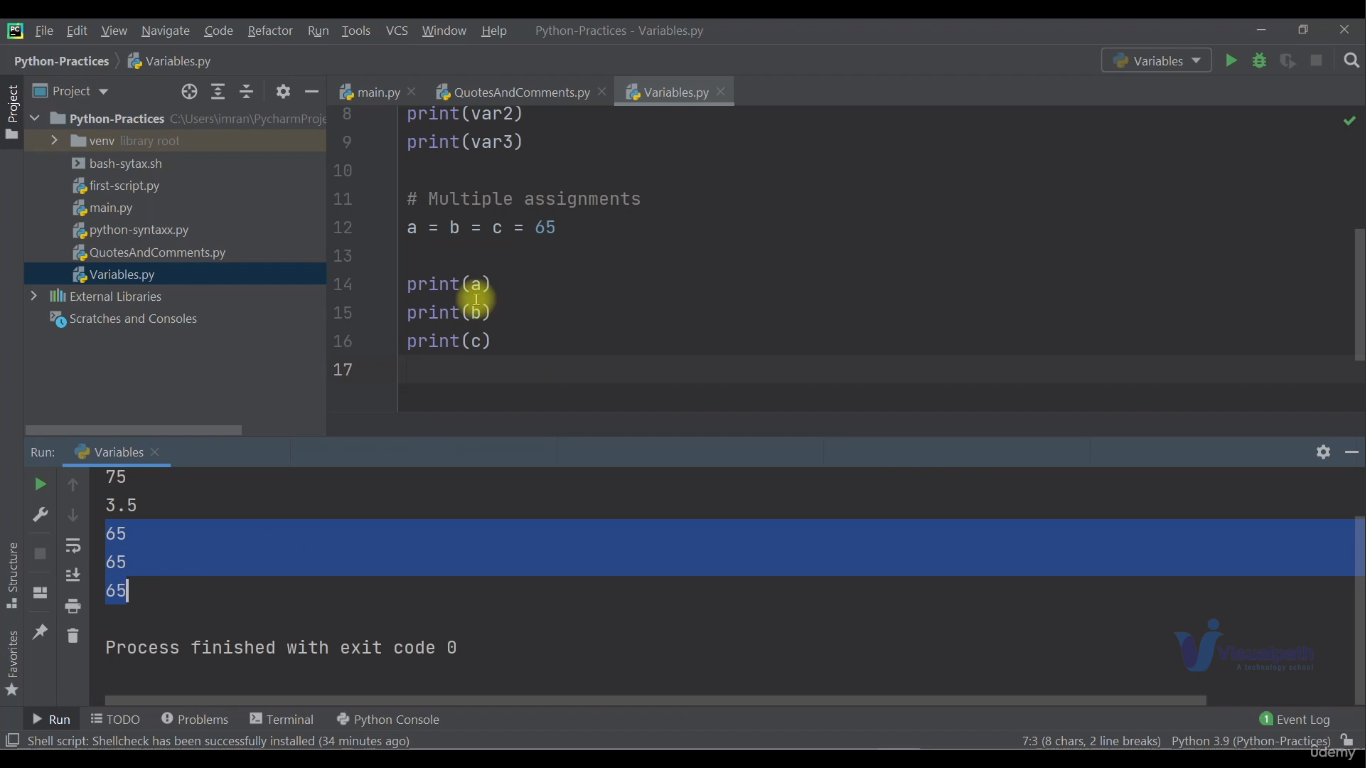 File Edit View Navigate Code Refactor Run Tools VCS Window Help Python-Practices - Variables.py
Python-Practices Variables.py Variables
Project
Project main.py QuotesAndComments.py Variables.py
Python-Practices C:\Users\imran\PycharmProje
venv library root
bash-sytax.sh
first-script.py
main.py
python-syntaxx.py
QuotesAndComments.py
Variables.py
External Libraries
Scratches and Consoles
8 print(var2)
9 print(var3)
10
11 # Multiple assignments
12 a = b = c = 65
13
14 print(a)
15 print(b)
16 print(c)
17
Run: Variables
75
3.5
65
65
65
Process finished with exit code 0
Structure
Favorites
Visualpath
A technology school
Run TODO Problems Terminal Python Console 1 Event Log
Shell script: Shellcheck has been successfully installed (34 minutes ago) 7:3 (8 chars, 2 line breaks) Python 3.9 (Python-Practices)
udemy